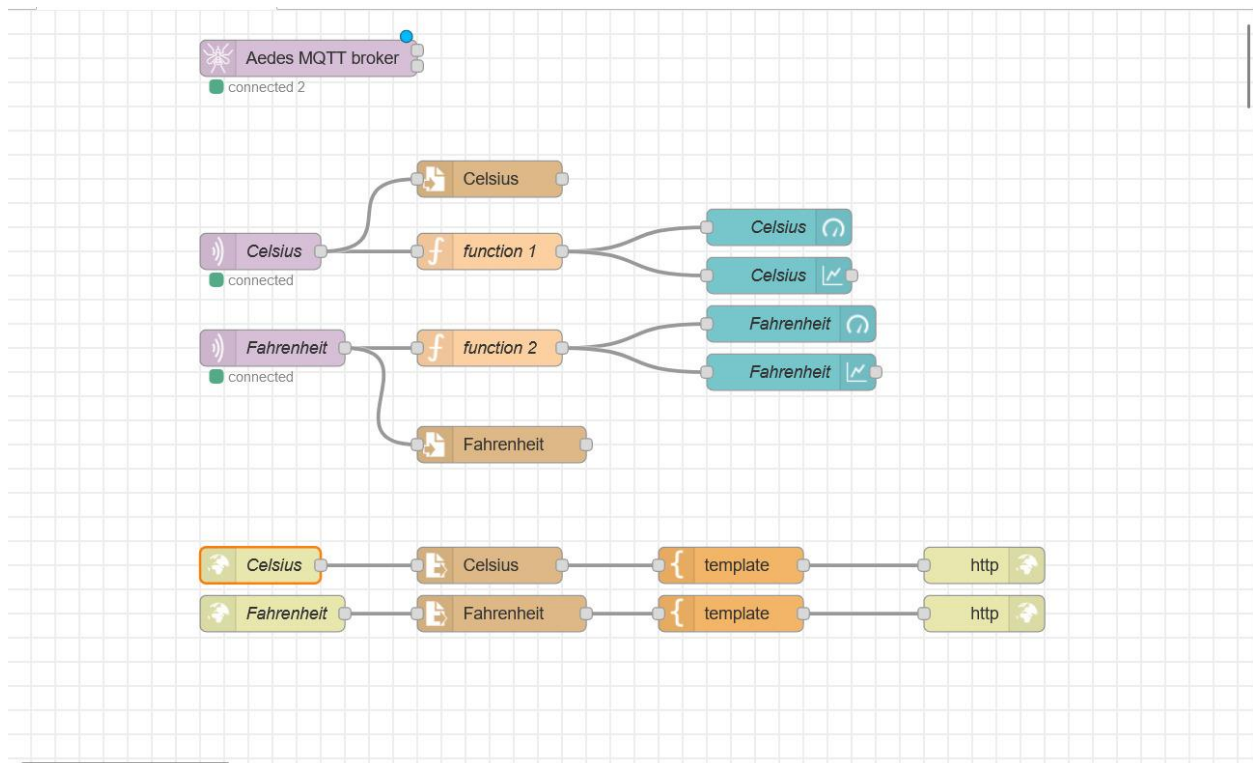 Aedes MQTT broker
connected 2
Celsius
Celsius
Celsius
function 1
Celsius
connected
Fahrenheit
Fahrenheit
function 2
Fahrenheit
connected
Fahrenheit
Celsius
Celsius
template
http
Fahrenheit
Fahrenheit
template
http